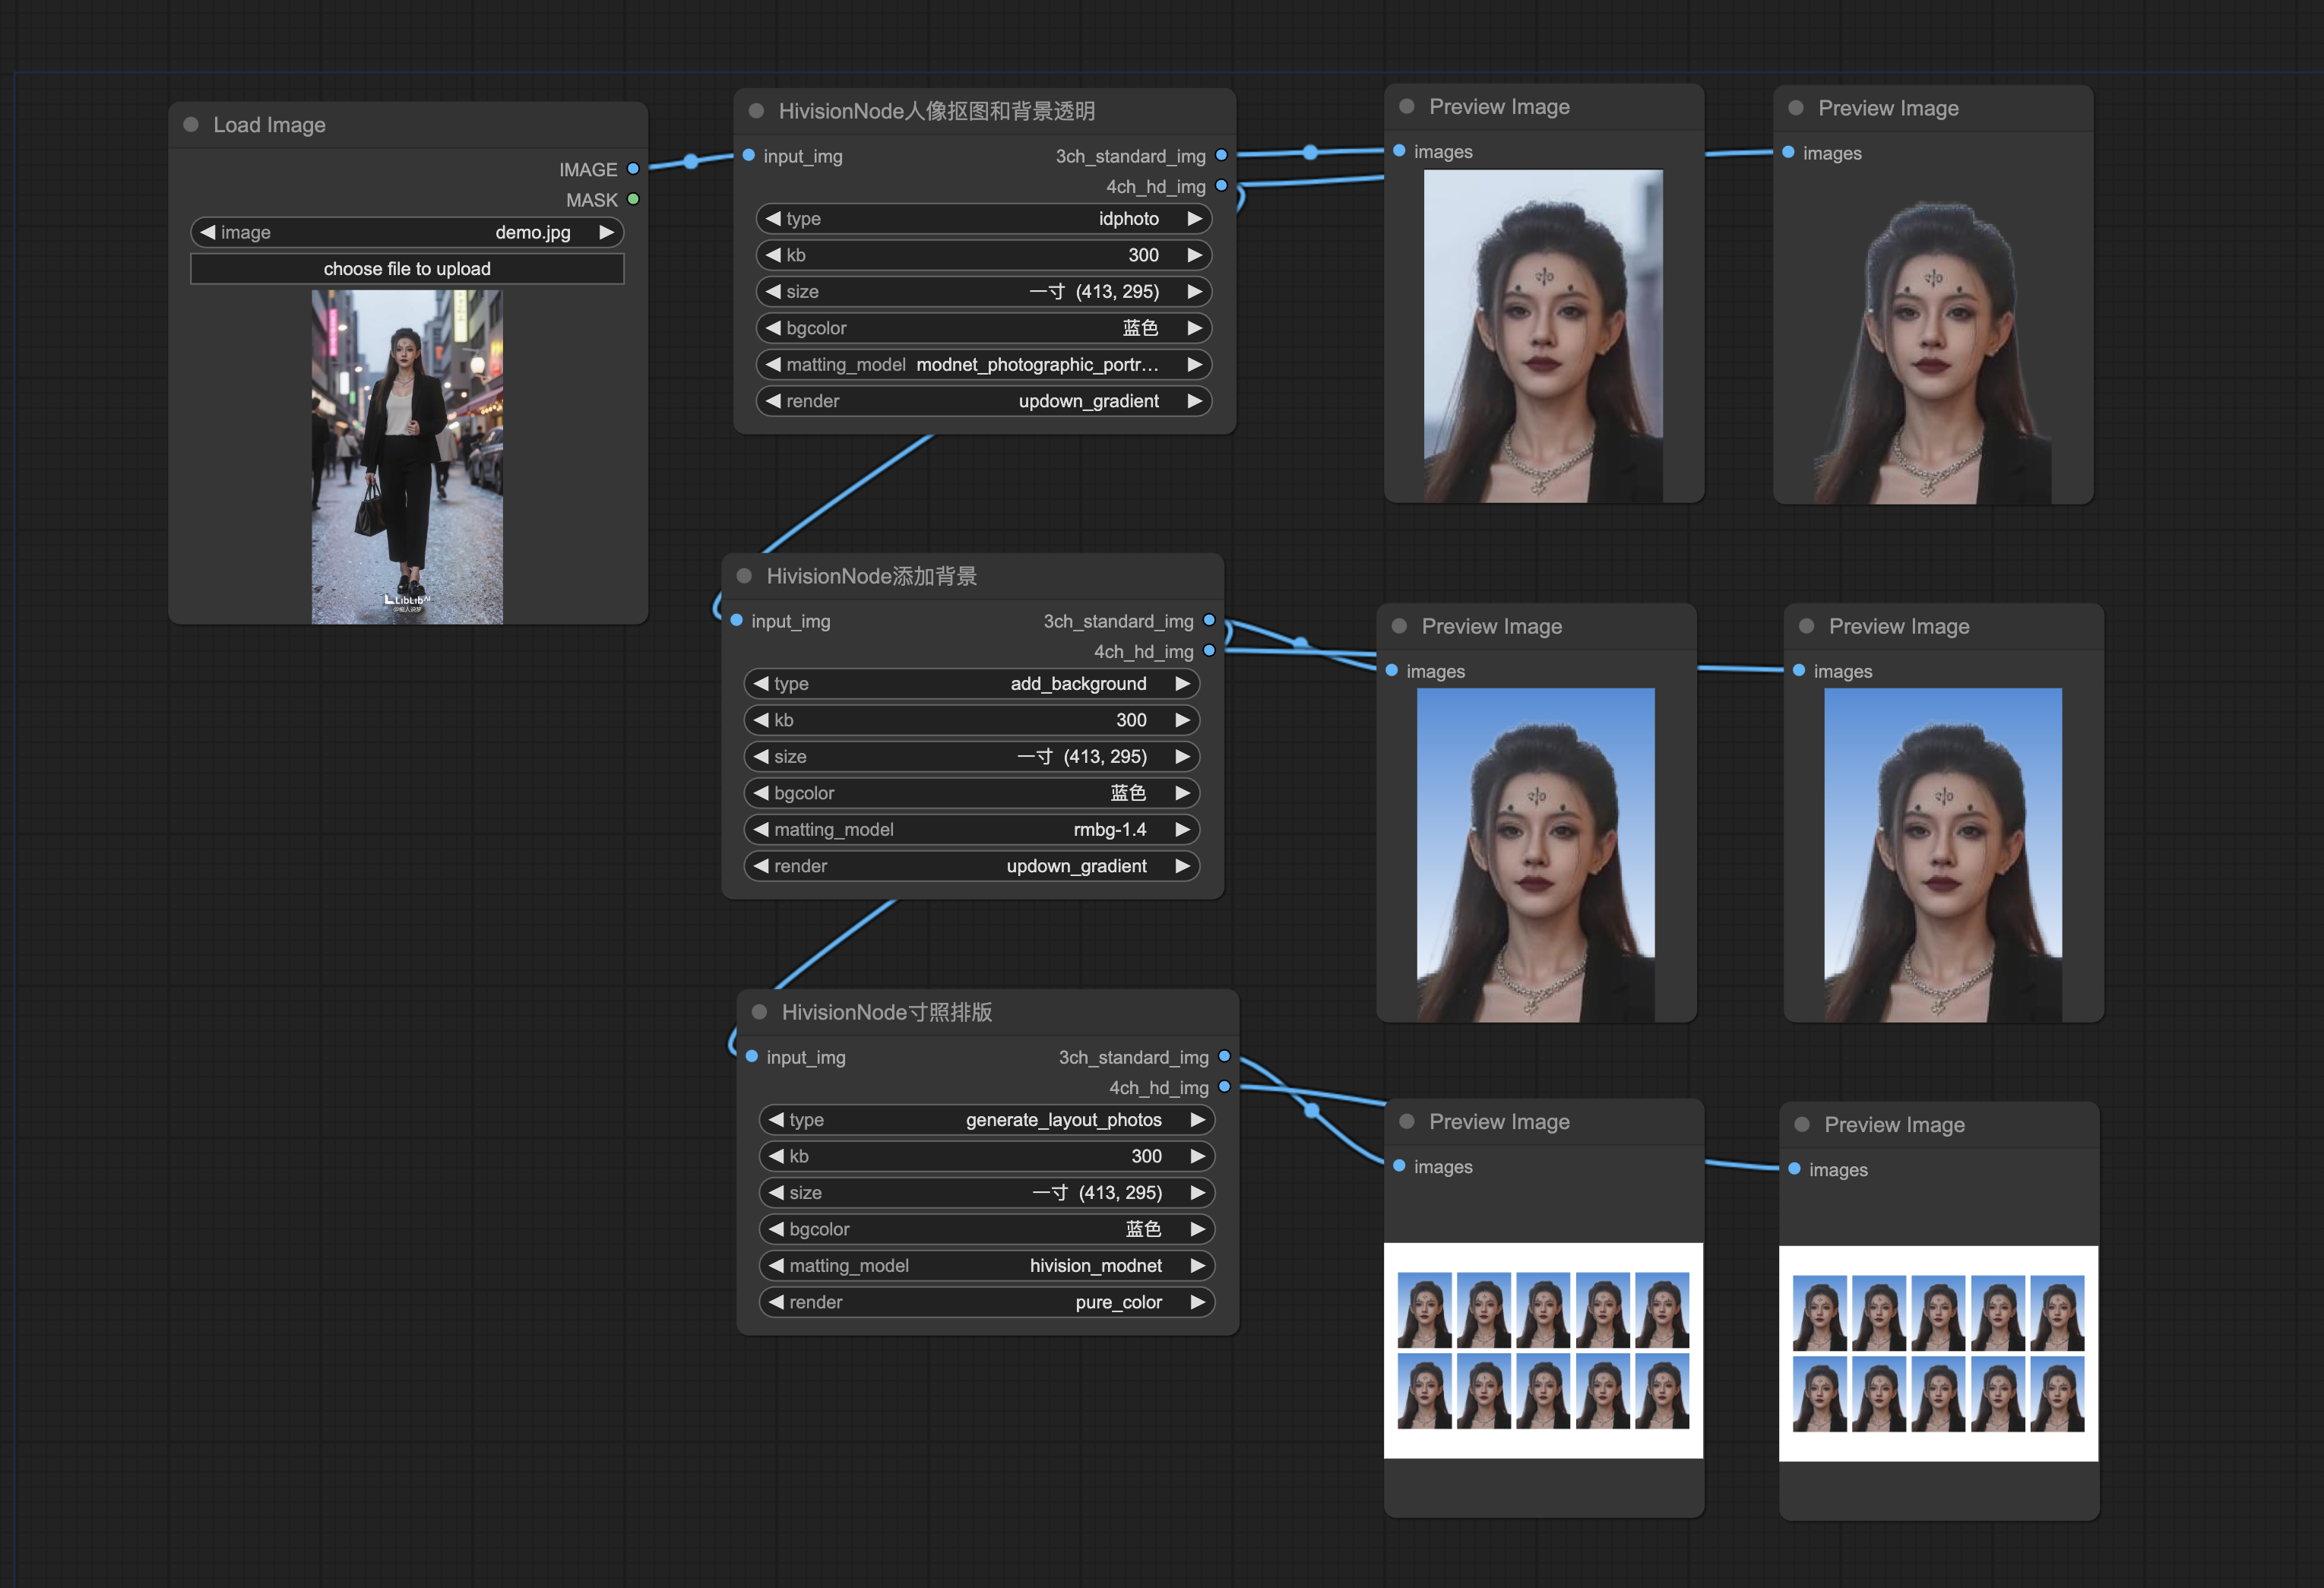 Load Image
IMAGE
MASK
image demo.jpg
choose file to upload
LibLib AI
HivisionNode人像抠图和背景透明
input_img 3ch_standard_img
4ch_hd_img
type idphoto
kb 300
size 一寸 (413, 295)
bgcolor 蓝色
matting_model modnet_photographic_portr...
render updown_gradient
Preview Image
images
Preview Image
images
HivisionNode添加背景
input_img 3ch_standard_img
4ch_hd_img
type add_background
kb 300
size 一寸 (413, 295)
bgcolor 蓝色
matting_model rmbg-1.4
render updown_gradient
Preview Image
images
Preview Image
images
HivisionNode寸照排版
input_img 3ch_standard_img
4ch_hd_img
type generate_layout_photos
kb 300
size 一寸 (413, 295)
bgcolor 蓝色
matting_model hivision_modnet
render pure_color
Preview Image
images
Preview Image
images